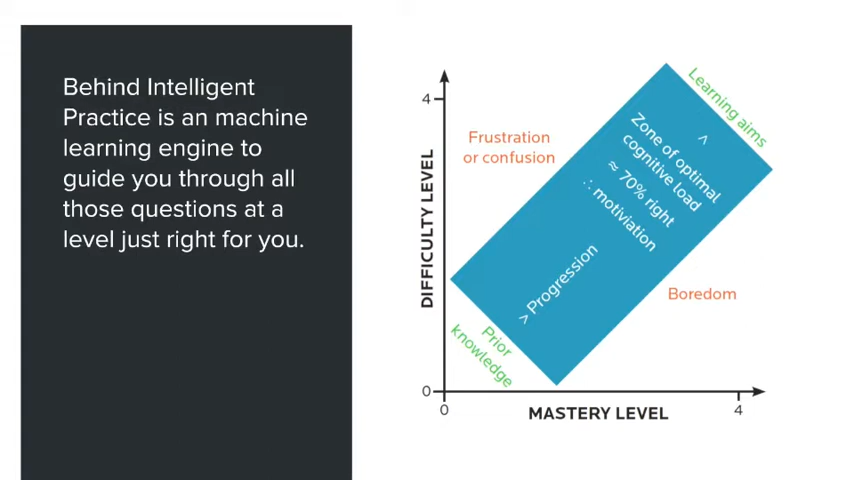 Behind Intelligent
Practice is an machine
learning engine to
guide you through all
those questions at a
level just right for you.
DIFFICULTY LEVEL
4
0
Frustration
or confusion
Learning aims
>
Zone of optimal
cognitive load
≈ 70% right
∴ motiviation
> Progression
Boredom
Prior
knowledge
0
4
MASTERY LEVEL